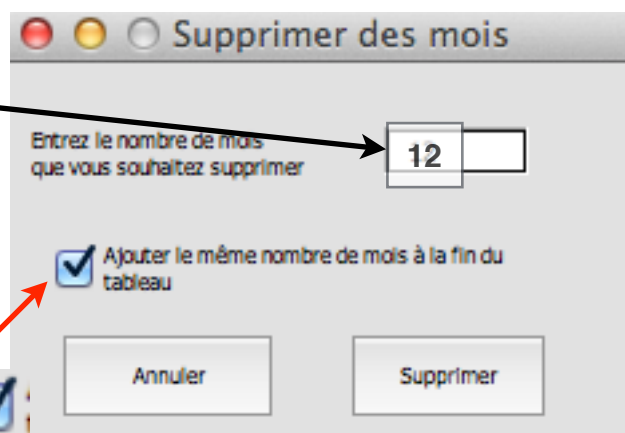 Supprimer des mois
Entrez le nombre de mois
que vous souhaitez supprimer
12
Ajouter le même nombre de mois à la fin du
tableau
Annuler
Supprimer